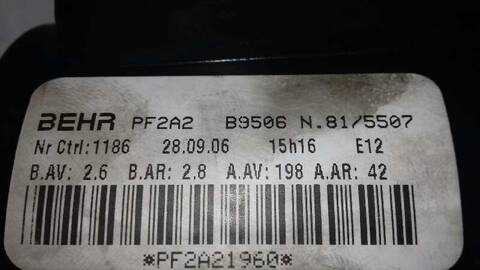 BEHR PF2A2 B9506 N.81/5507
Nr Ctrl:1186 28.09.06 15h16 E12
B.AV: 2.6 B.AR: 2.8 A.AV: 198 A.AR: 42
*PF2A21960*